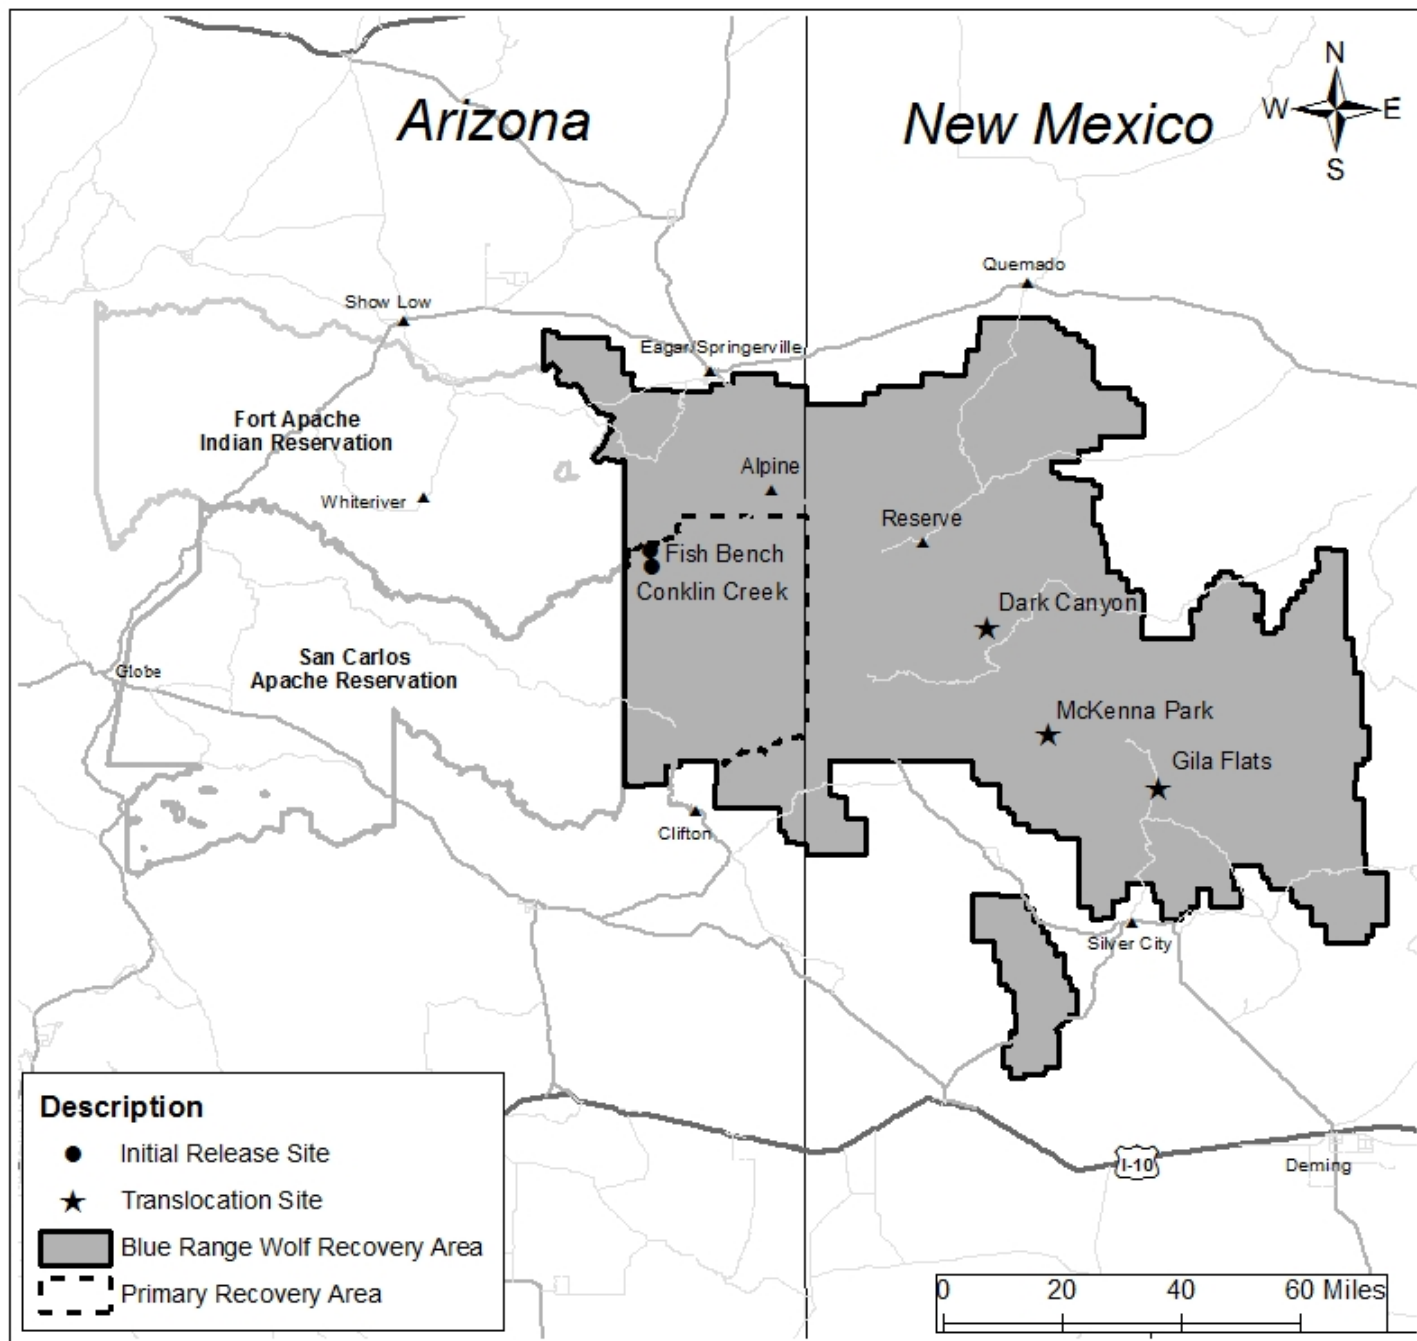 Arizona
New Mexico
N
W
E
S
Quemado
Show Low
Eagar/Springerville
Fort Apache
Indian Reservation
Alpine
Whiteriver
Reserve
Fish Bench
Conklin Creek
Dark Canyon
San Carlos
Apache Reservation
Globe
McKenna Park
Gila Flats
Clifton
Silver City
I-10
Deming
Description
Initial Release Site
Translocation Site
Blue Range Wolf Recovery Area
Primary Recovery Area
0 20 40 60 Miles